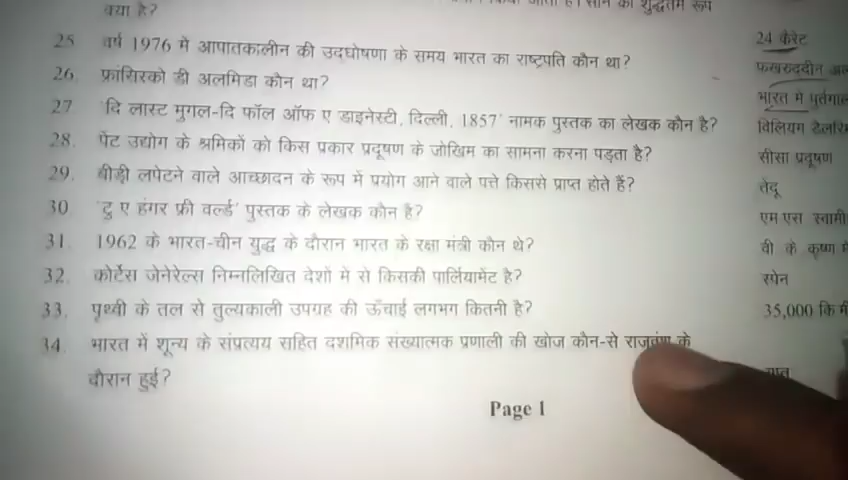 क्या है?
24 कैरेट
25 वर्ष 1976 में आपातकालीन की उद्घोषणा के समय भारत का राष्ट्रपति कौन था? फखरुद्दीन
26. फ्रांसिस्को डी अलमिडा कौन था? भारत में पुर्तगाल
27 'दि लास्ट मुगल-दि फॉल ऑफ ए डाइनेस्टी, दिल्ली, 1857' नामक पुस्तक का लेखक कौन है? विलियम
28. पेंट उद्योग के श्रमिकों को किस प्रकार प्रदूषण के जोखिम का सामना करना पड़ता है? सीसा प्रदूषण
29. बीड़ी लपेटने वाले आच्छादन के रूप में प्रयोग आने वाले पत्ते किससे प्राप्त होते हैं? तेंदू
30 'टु ए हंगर फ्री वर्ल्ड' पुस्तक के लेखक कौन है? एम एस स्वामी
31. 1962 के भारत-चीन युद्ध के दौरान भारत के रक्षा मंत्री कौन थे? वी के कृष्ण
32. कोर्टेस जेनेरेल्स निम्नलिखित देशों में से किसकी पार्लियामेंट है? स्पेन
33. पृथ्वी के तल से तुल्यकाली उपग्रह की ऊँचाई लगभग कितनी है? 35,000 कि मी
34. भारत में शून्य के संप्रत्यय सहित दशमिक संख्यात्मक प्रणाली की खोज कौन-से राजवंश के
दौरान हुई?
Page 1